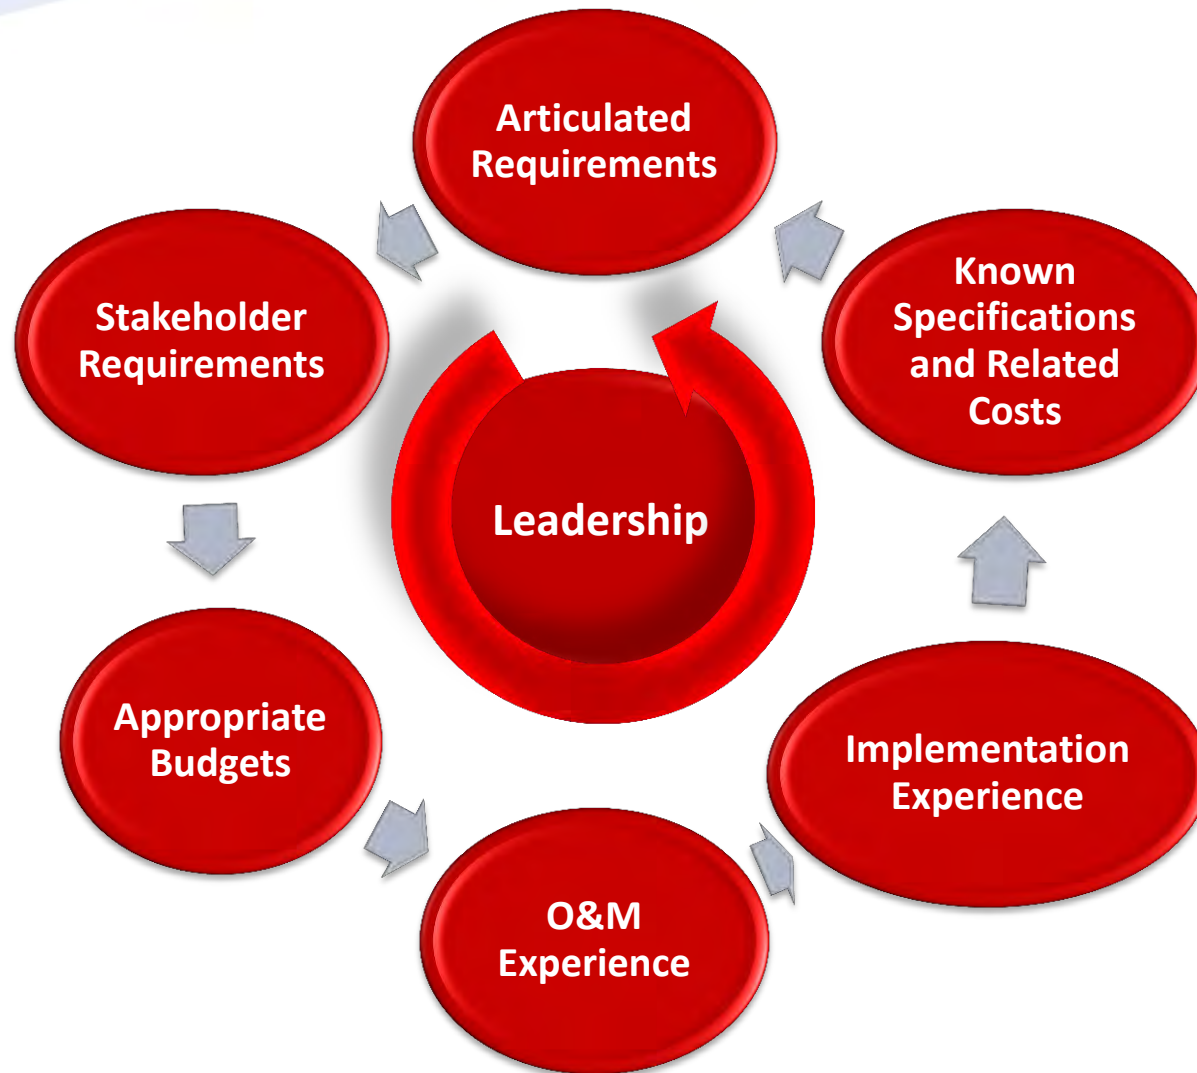 Articulated
Requirements
Stakeholder
Requirements
Known
Specifications
and Related
Costs
Leadership
Appropriate
Budgets
Implementation
Experience
O&M
Experience